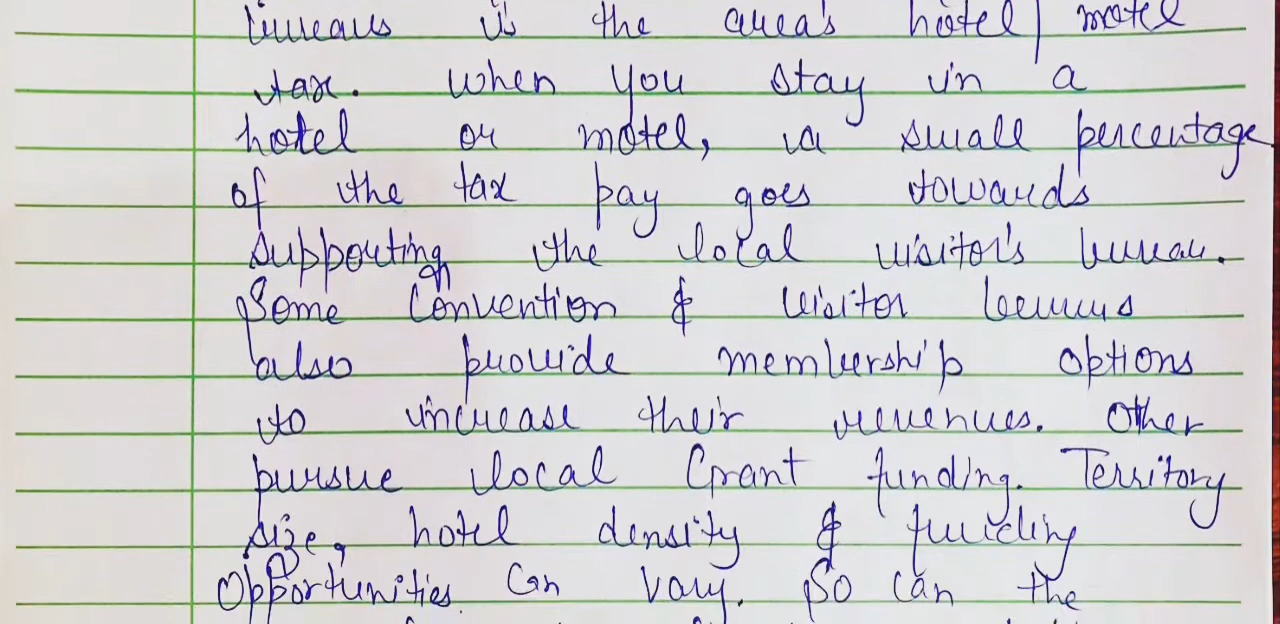 bureaus is the area's hotel/motel
tax. When you stay in a
hotel or motel, a small percentage
of the tax pay goes towards
supporting the local visitor's bureau.
Some Convention & visitor bureaus
also provide membership options
to increase their revenues. Other
pursue local Grant funding. Territory
size, hotel density & funding
Opportunities can vary. So can the